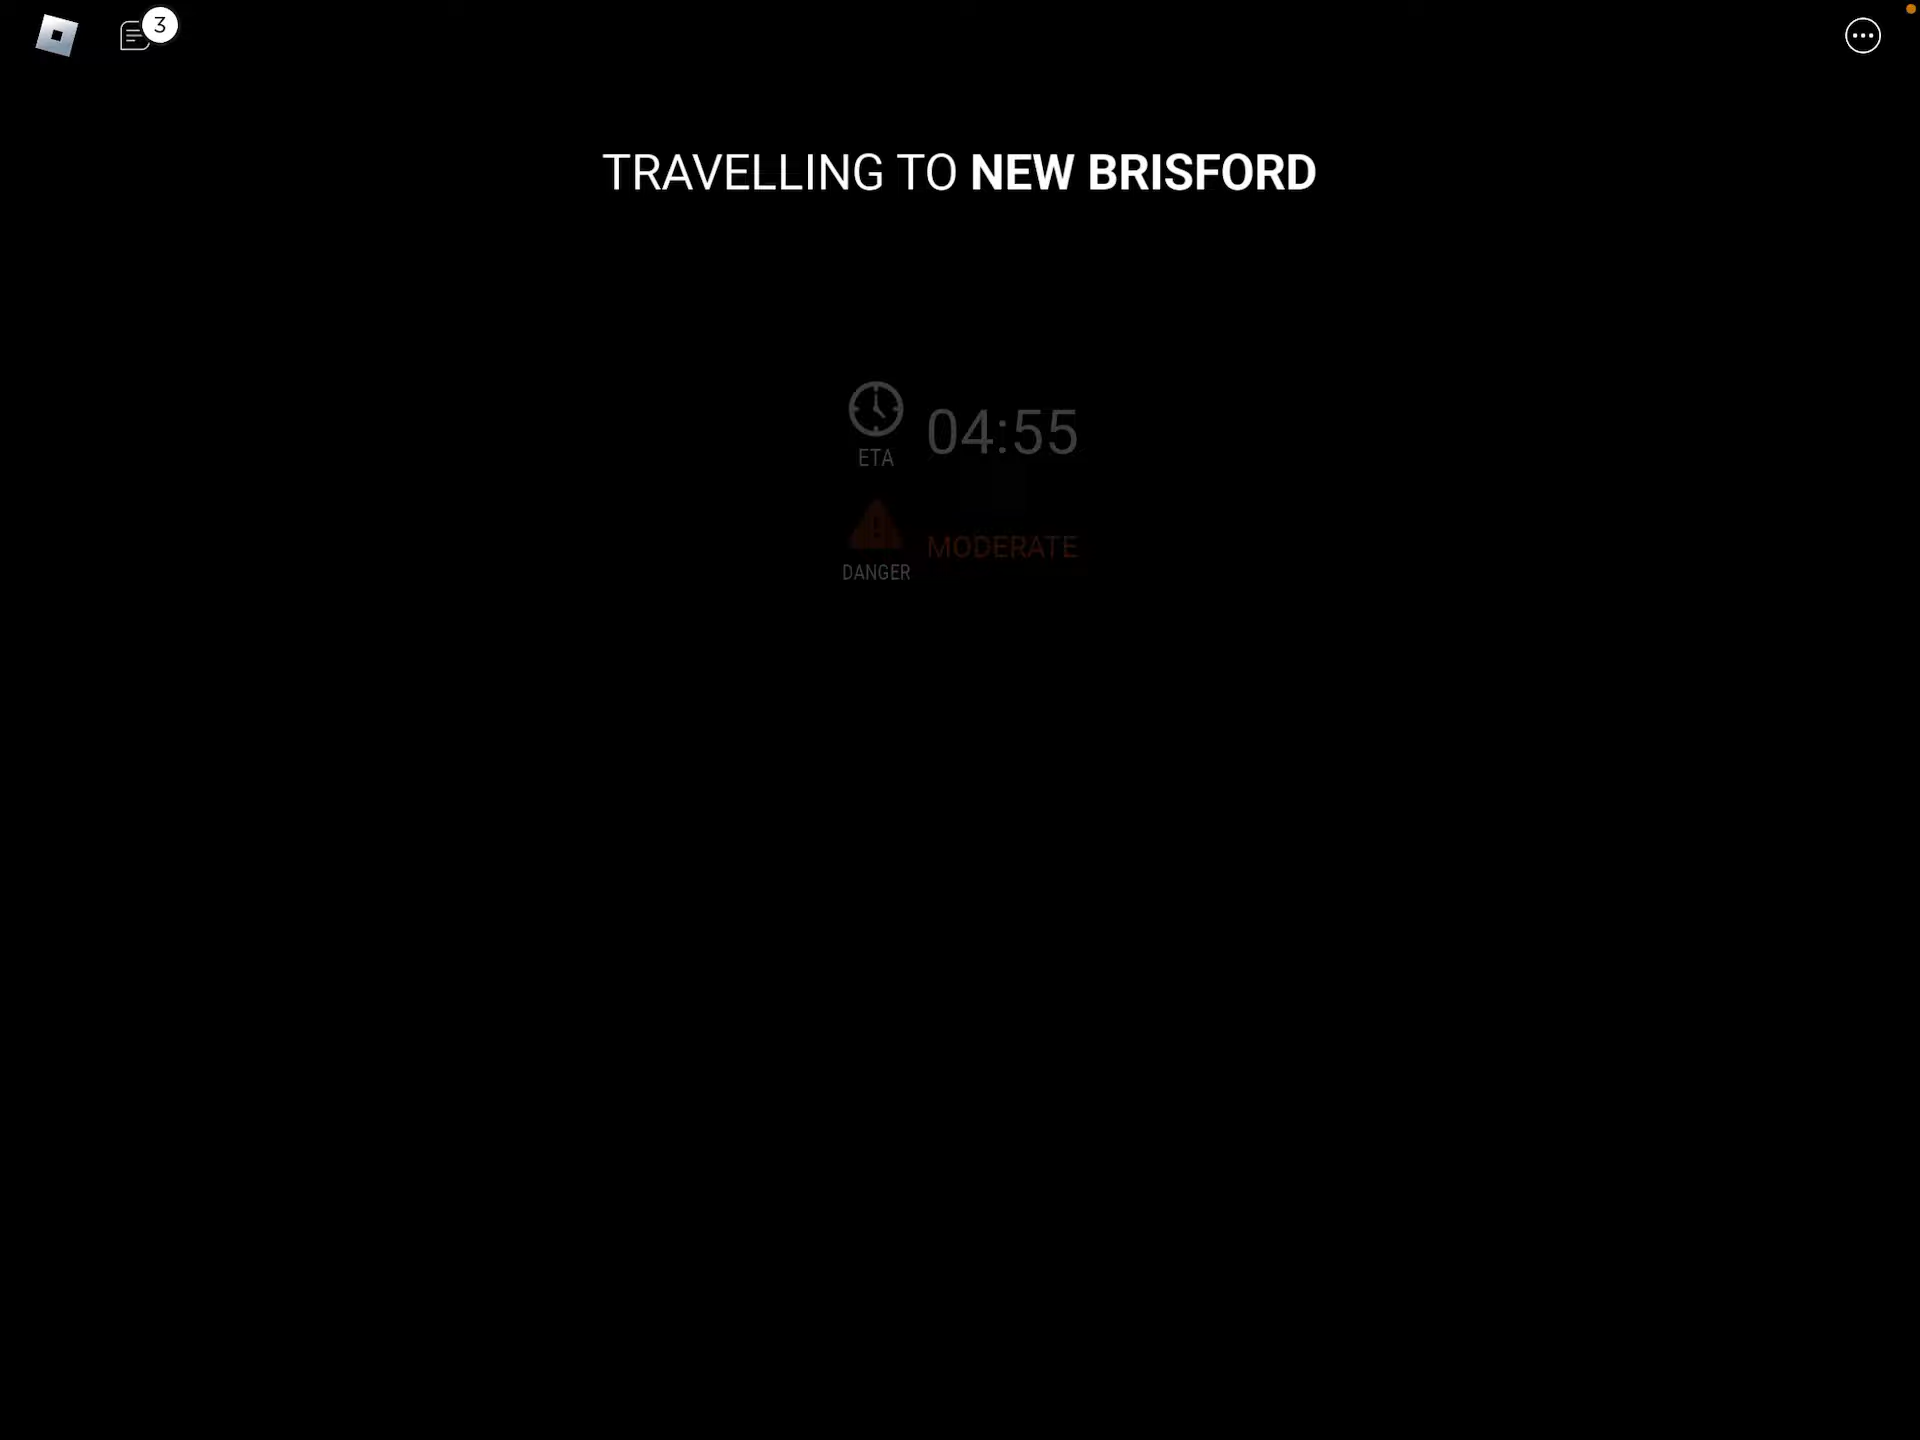 3
TRAVELLING TO NEW BRISFORD
04:55
ETA
MODERATE
DANGER